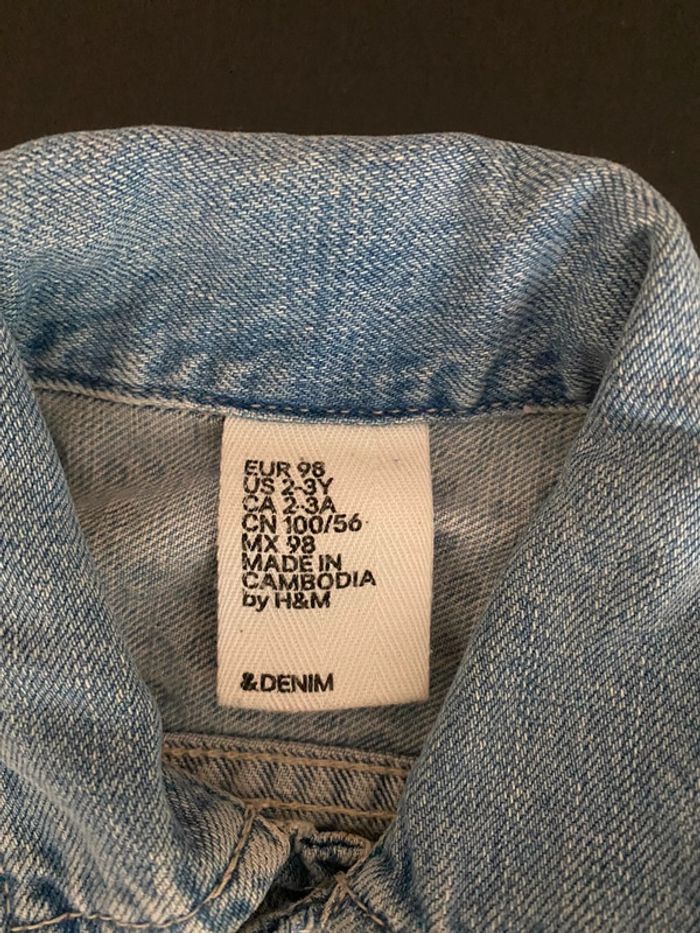 EUR 98
US 2-3Y
CA 2-3A
CN 100/56
MX 98
MADE IN
CAMBODIA
by H&M
&DENIM